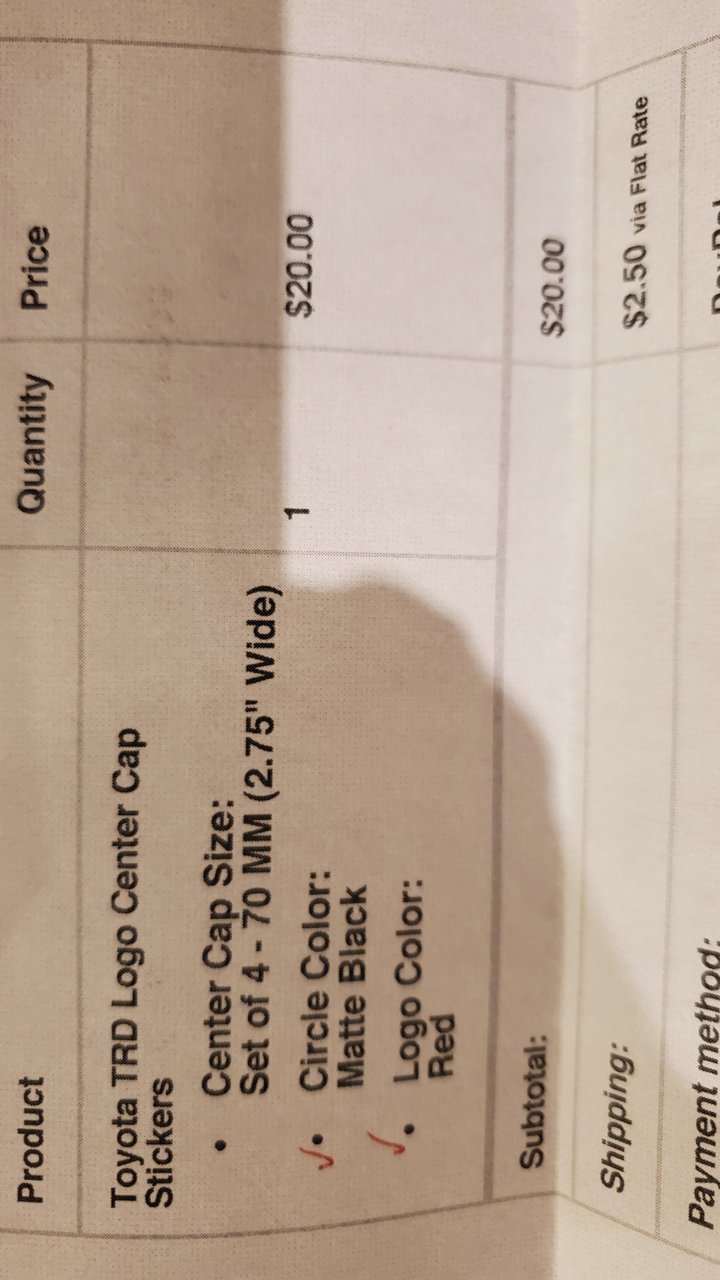 Product Quantity Price
Toyota TRD Logo Center Cap
Stickers
• Center Cap Size:
Set of 4 - 70 MM (2.75" Wide)
• Circle Color:
Matte Black
• Logo Color:
Red
1 $20.00
Subtotal: $20.00
Shipping: $2.50 via Flat Rate
Payment method: